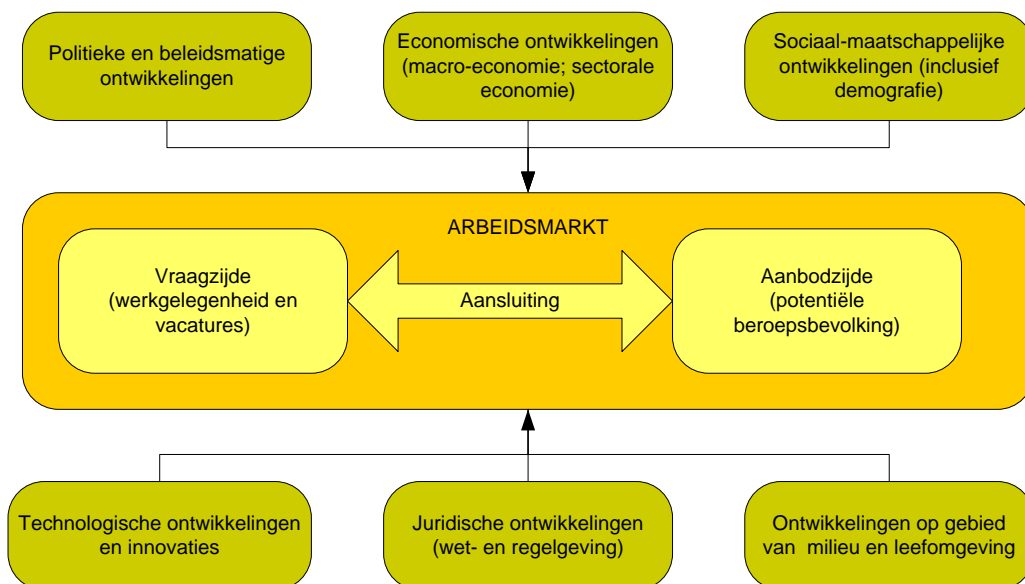 Politieke en beleidsmatige
ontwikkelingen
Economische ontwikkelingen
(macro-economie; sectorale
economie)
Sociaal-maatschappelijke
ontwikkelingen (inclusief
demografie)
ARBEIDSMARKT
Vraagzijde
(werkgelegenheid en
vacatures)
Aansluiting
Aanbodzijde
(potentiële
beroepsbevolking)
Technologische ontwikkelingen
en innovaties
Juridische ontwikkelingen
(wet- en regelgeving)
Ontwikkelingen op gebied
van  milieu en leefomgeving